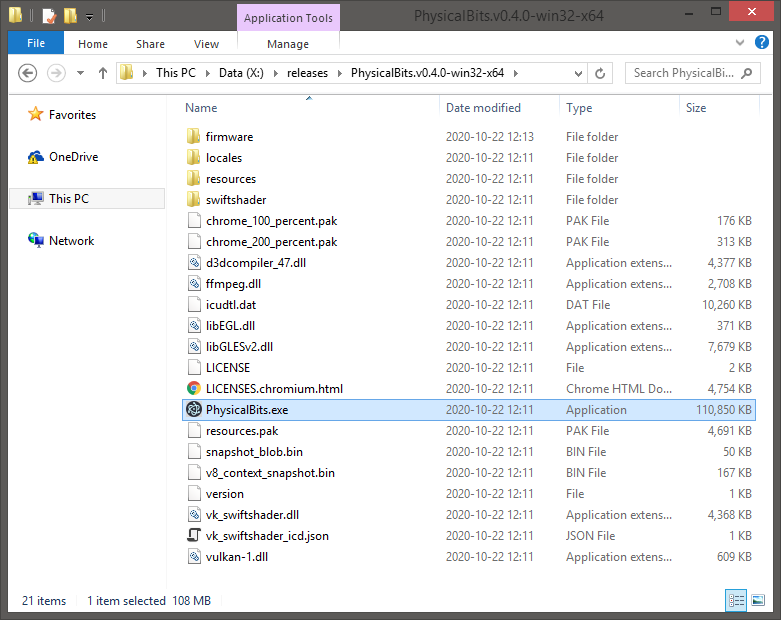 Application Tools PhysicalBits.v0.4.0-win32-x64
File Home Share View Manage
This PC Data (X:) releases PhysicalBits.v0.4.0-win32-x64 Search PhysicalBi...
Name Date modified Type Size
Favorites
OneDrive
This PC
Network
firmware 2020-10-22 12:13 File folder
locales 2020-10-22 12:11 File folder
resources 2020-10-22 12:11 File folder
swiftshader 2020-10-22 12:11 File folder
chrome_100_percent.pak 2020-10-22 12:11 PAK File 176 KB
chrome_200_percent.pak 2020-10-22 12:11 PAK File 313 KB
d3dcompiler_47.dll 2020-10-22 12:11 Application extens... 4,377 KB
ffmpeg.dll 2020-10-22 12:11 Application extens... 2,708 KB
icudtl.dat 2020-10-22 12:11 DAT File 10,260 KB
libEGL.dll 2020-10-22 12:11 Application extens... 371 KB
libGLESv2.dll 2020-10-22 12:11 Application extens... 7,679 KB
LICENSE 2020-10-22 12:11 File 2 KB
LICENSES.chromium.html 2020-10-22 12:11 Chrome HTML Do... 4,754 KB
PhysicalBits.exe 2020-10-22 12:11 Application 110,850 KB
resources.pak 2020-10-22 12:11 PAK File 4,691 KB
snapshot_blob.bin 2020-10-22 12:11 BIN File 50 KB
v8_context_snapshot.bin 2020-10-22 12:11 BIN File 167 KB
version 2020-10-22 12:11 File 1 KB
vk_swiftshader.dll 2020-10-22 12:11 Application extens... 4,368 KB
vk_swiftshader_icd.json 2020-10-22 12:11 JSON File 1 KB
vulkan-1.dll 2020-10-22 12:11 Application extens... 609 KB
21 items 1 item selected 108 MB